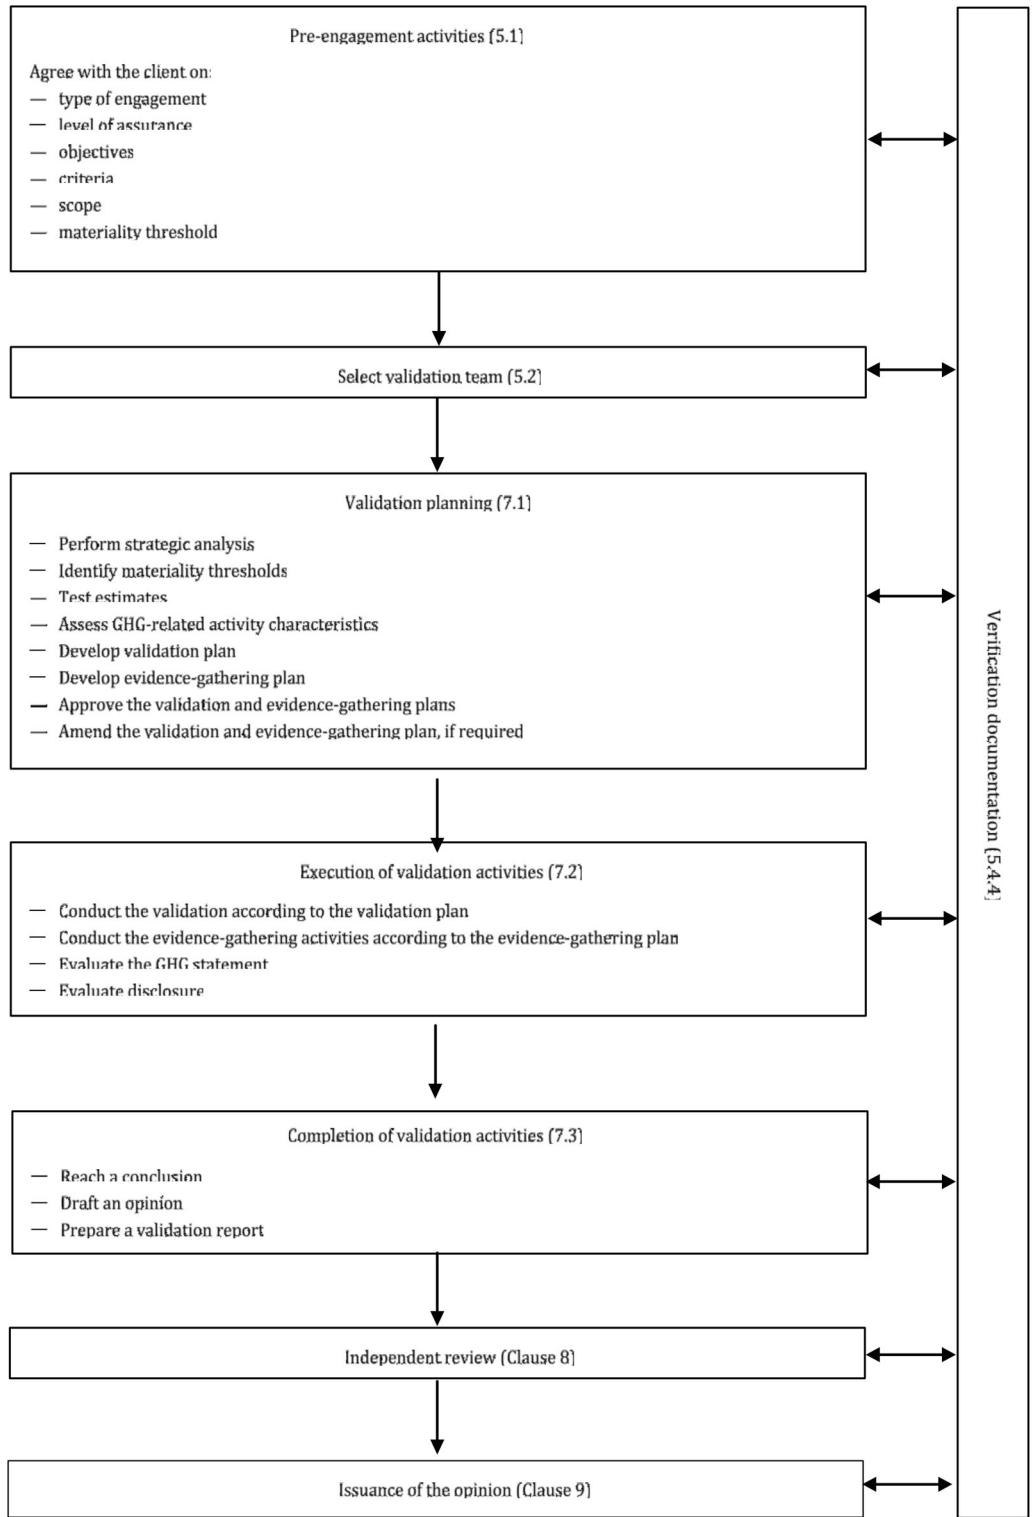 Pre-engagement activities (5.1)
Agree with the client on:
— type of engagement
— level of assurance
— objectives
— criteria
— scope
— materiality threshold
Select validation team (5.2)
Validation planning (7.1)
— Perform strategic analysis
— Identify materiality thresholds
— Test estimates
— Assess GHG-related activity characteristics
— Develop validation plan
— Develop evidence-gathering plan
— Approve the validation and evidence-gathering plans
— Amend the validation and evidence-gathering plan, if required
Execution of validation activities (7.2)
— Conduct the validation according to the validation plan
— Conduct the evidence-gathering activities according to the evidence-gathering plan
— Evaluate the GHG statement
— Evaluate disclosure
Completion of validation activities (7.3)
— Reach a conclusion
— Draft an opinion
— Prepare a validation report
Independent review (Clause 8)
Issuance of the opinion (Clause 9)
Verification documentation (5.4.4)